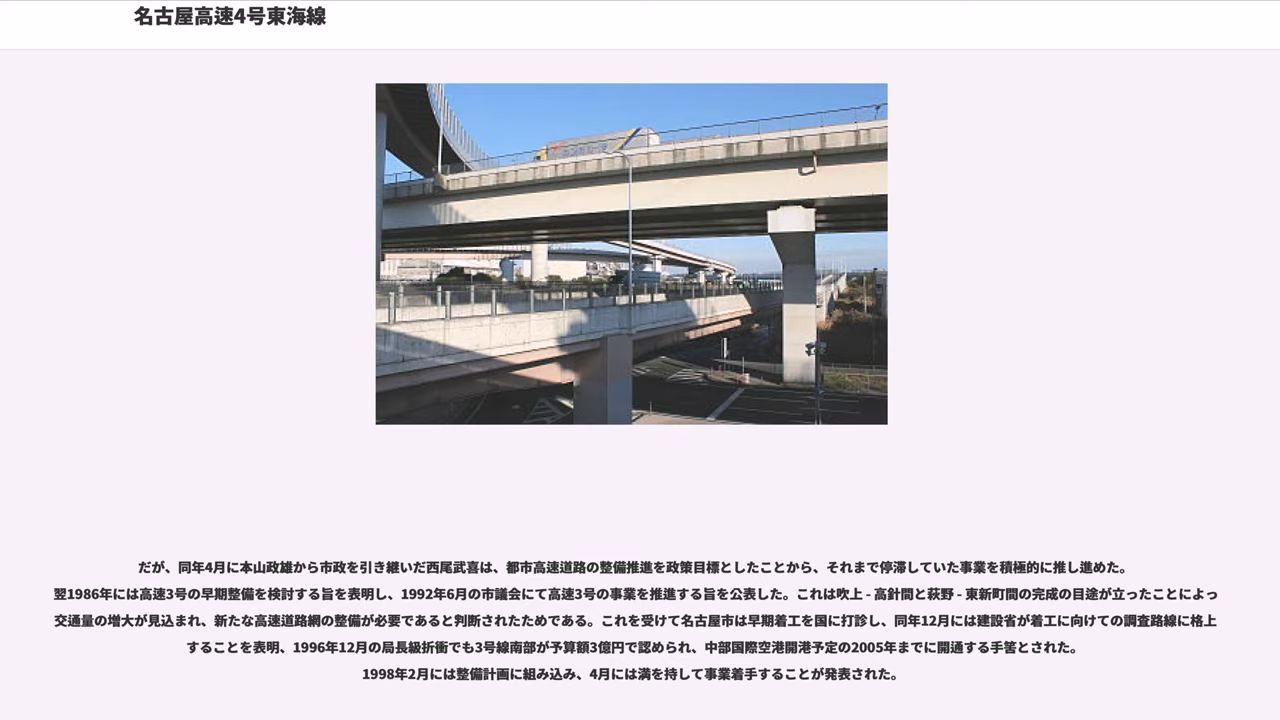 名古屋高速4号東海線
だが、同年4月に本山政雄から市政を引き継いだ西尾武喜は、都市高速道路の整備推進を政策目標としたことから、それまで停滞していた事業を積極的に推し進めた。
翌1986年には高速3号の早期整備を検討する旨を表明し、1992年6月の市議会にて高速3号の事業を推進する旨を公表した。これは吹上 - 高針間と萩野 - 東新町間の完成の目途が立ったことによっ
交通量の増大が見込まれ、新たな高速道路網の整備が必要であると判断されたためである。これを受けて名古屋市は早期着工を国に打診し、同年12月には建設省が着工に向けての調査路線に格上
することを表明、1996年12月の局長級折衝でも3号線南部が予算額3億円で認められ、中部国際空港開港予定の2005年までに開通する手筈とされた。
1998年2月には整備計画に組み込み、4月には満を持して事業着手することが発表された。